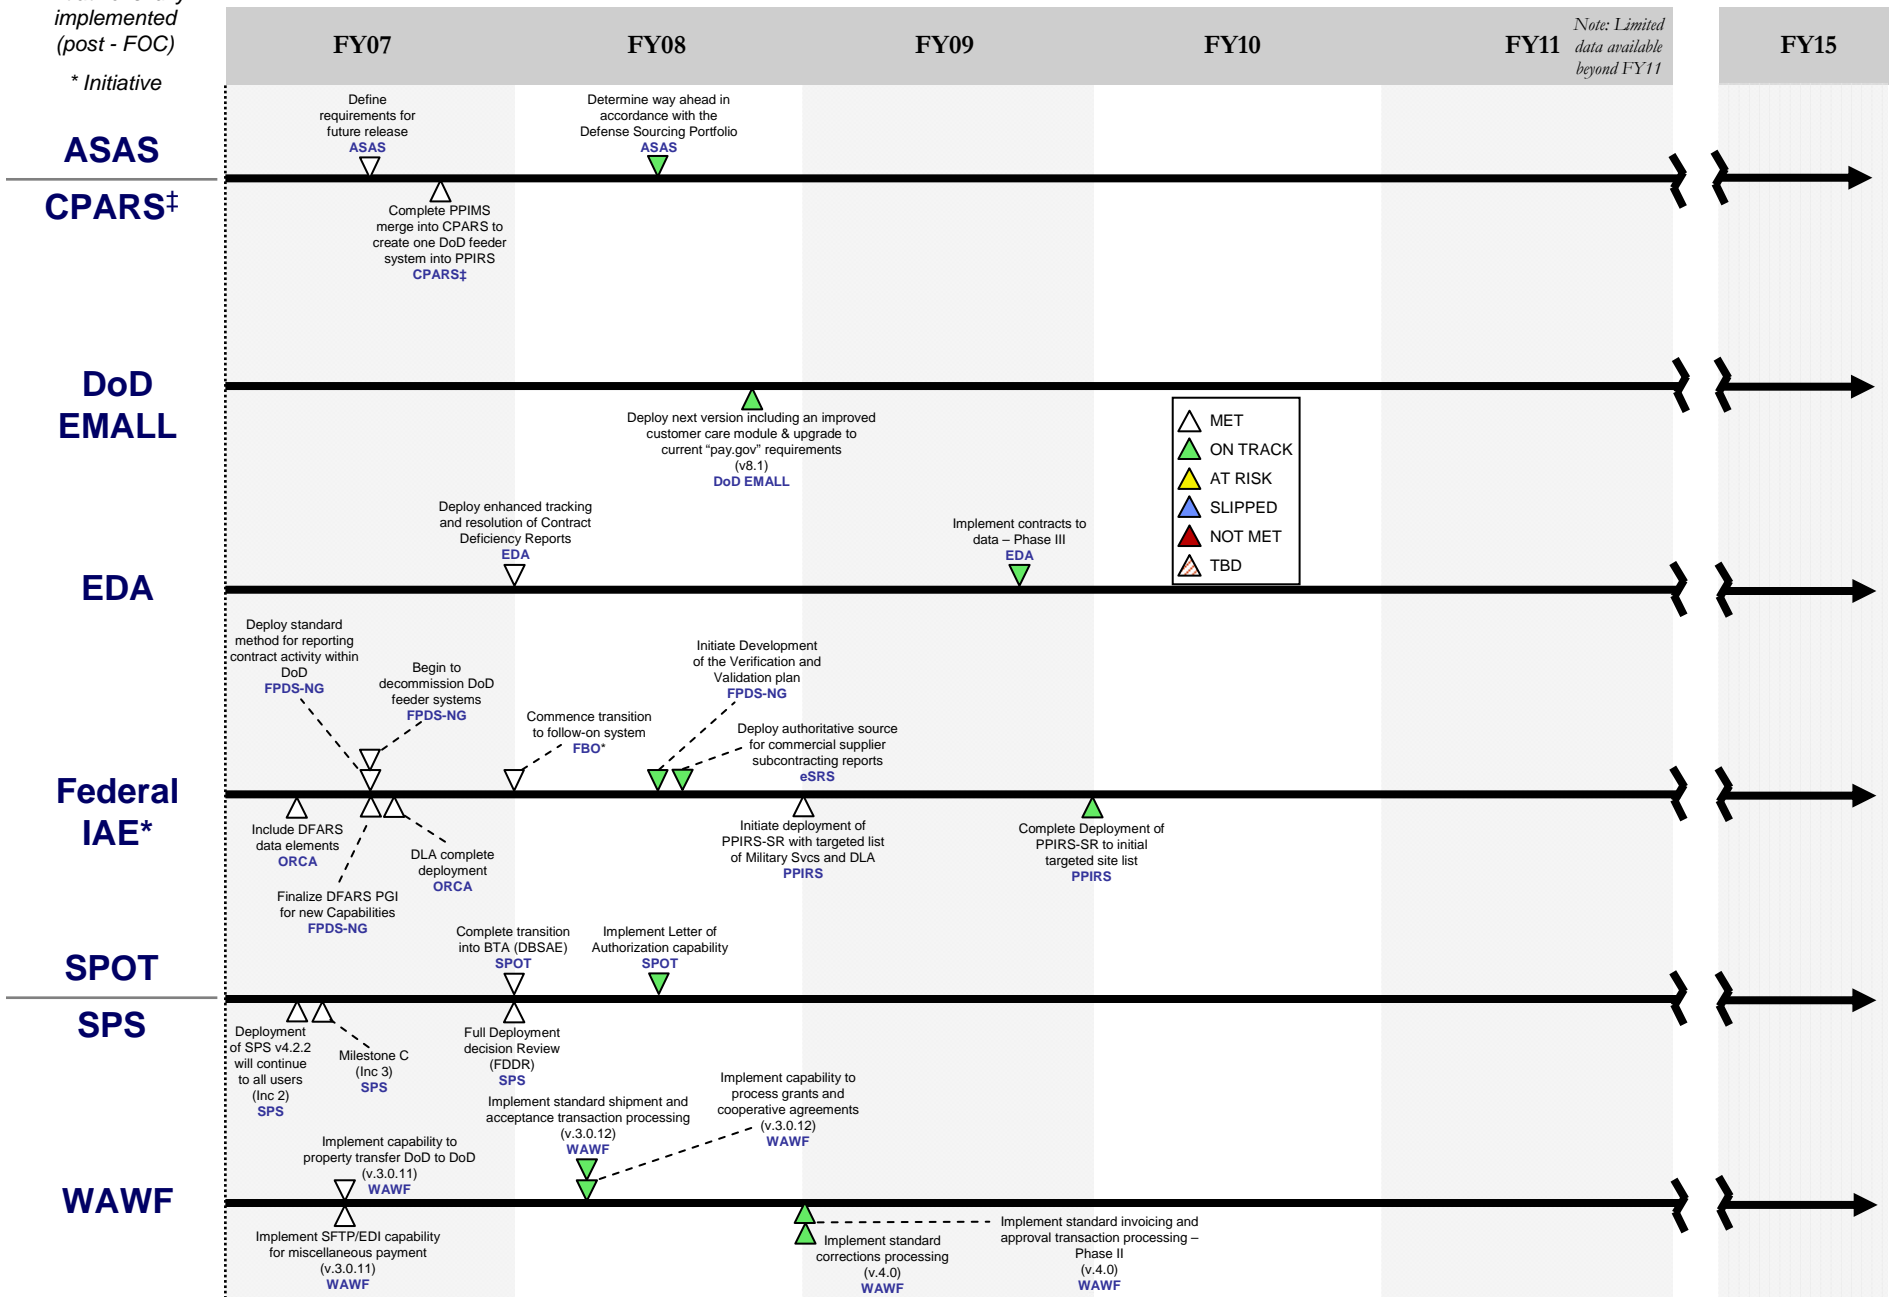 implemented
(post - FOC)
* Initiative
FY07
FY08
FY09
FY10
FY11
Note: Limited
data available
beyond FY11
FY15
ASAS
CPARS‡
Define
requirements for
future release
ASAS
Determine way ahead in
accordance with the
Defense Sourcing Portfolio
ASAS
Complete PPIMS
merge into CPARS to
create one DoD feeder
system into PPIRS
CPARS‡
DoD
EMALL
Deploy next version including an improved
customer care module & upgrade to
current “pay.gov” requirements
(v8.1)
DoD EMALL
MET
ON TRACK
AT RISK
SLIPPED
NOT MET
TBD
EDA
Deploy enhanced tracking
and resolution of Contract
Deficiency Reports
EDA
Implement contracts to
data – Phase III
EDA
Federal
IAE*
Deploy standard
method for reporting
contract activity within
DoD
FPDS-NG
Begin to
decommission DoD
feeder systems
FPDS-NG
Commence transition
to follow-on system
FBO*
Initiate Development
of the Verification and
Validation plan
FPDS-NG
Deploy authoritative source
for commercial supplier
subcontracting reports
eSRS
Include DFARS
data elements
ORCA
Finalize DFARS PGI
for new Capabilities
FPDS-NG
DLA complete
deployment
ORCA
Initiate deployment of
PPIRS-SR with targeted list
of Military Svcs and DLA
PPIRS
Complete Deployment of
PPIRS-SR to initial
targeted site list
PPIRS
SPOT
SPS
Complete transition
into BTA (DBSAE)
SPOT
Implement Letter of
Authorization capability
SPOT
Deployment
of SPS v4.2.2
will continue
to all users
(Inc 2)
SPS
Milestone C
(Inc 3)
SPS
Full Deployment
decision Review
(FDDR)
SPS
WAWF
Implement capability to
property transfer DoD to DoD
(v.3.0.11)
WAWF
Implement standard shipment and
acceptance transaction processing
(v.3.0.12)
WAWF
Implement capability to
process grants and
cooperative agreements
(v.3.0.12)
WAWF
Implement SFTP/EDI capability
for miscellaneous payment
(v.3.0.11)
WAWF
Implement standard
corrections processing
(v.4.0)
WAWF
Implement standard invoicing and
approval transaction processing –
Phase II
(v.4.0)
WAWF